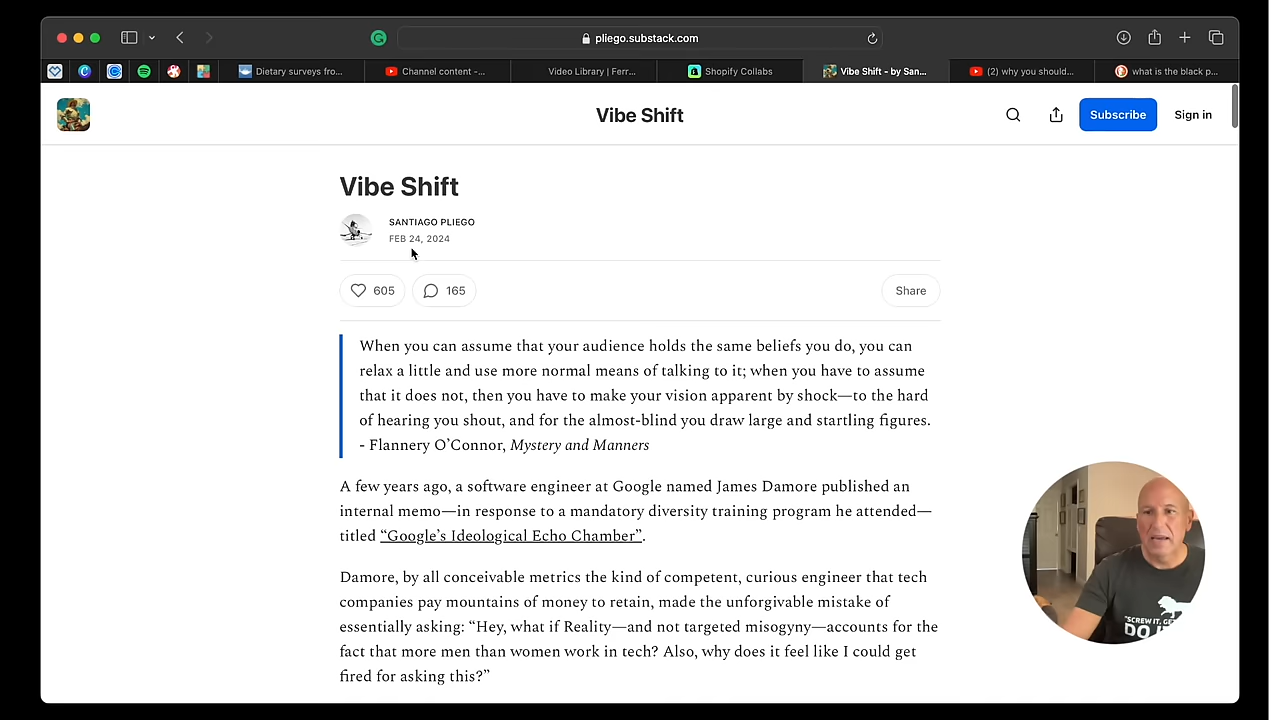 pliego.substack.com
Dietary surveys fro...
Channel content -...
Video Library | Ferr...
Shopify Collabs
Vibe Shift - by San...
(2) why you should...
what is the black p...
Vibe Shift
Subscribe
Sign in
Vibe Shift
SANTIAGO PLIEGO
FEB 24, 2024
605
165
Share
When you can assume that your audience holds the same beliefs you do, you can
relax a little and use more normal means of talking to it; when you have to assume
that it does not, then you have to make your vision apparent by shock—to the hard
of hearing you shout, and for the almost-blind you draw large and startling figures.
- Flannery O’Connor, Mystery and Manners
A few years ago, a software engineer at Google named James Damore published an
internal memo—in response to a mandatory diversity training program he attended—
titled “Google’s Ideological Echo Chamber”.
Damore, by all conceivable metrics the kind of competent, curious engineer that tech
companies pay mountains of money to retain, made the unforgivable mistake of
essentially asking: “Hey, what if Reality—and not targeted misogyny—accounts for the
fact that more men than women work in tech? Also, why does it feel like I could get
fired for asking this?”
"SCREW IT, GE
DO I